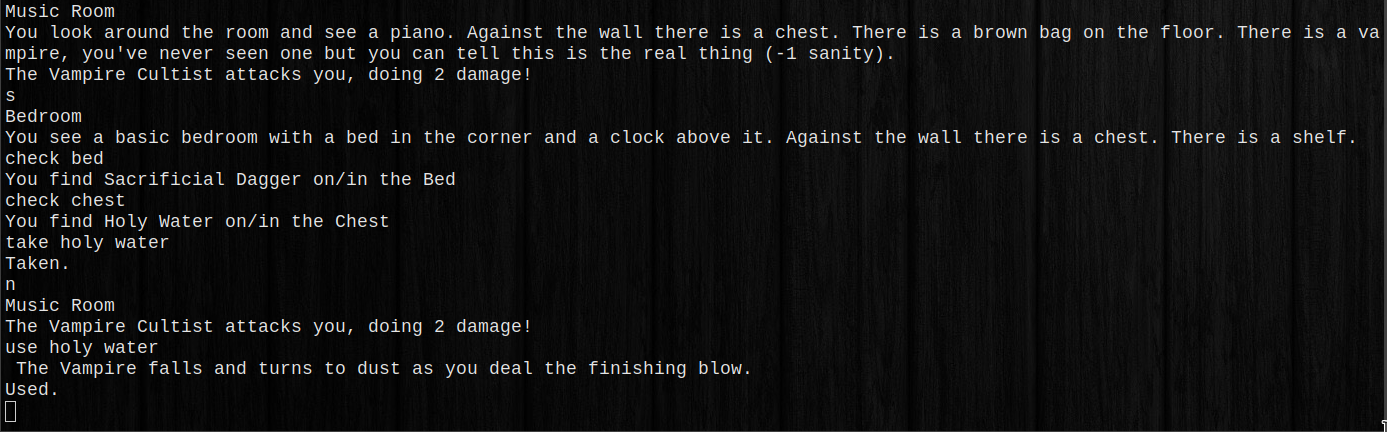 Music Room
You look around the room and see a piano. Against the wall there is a chest. There is a brown bag on the floor. There is a va
mpire, you've never seen one but you can tell this is the real thing (-1 sanity).
The Vampire Cultist attacks you, doing 2 damage!
s
Bedroom
You see a basic bedroom with a bed in the corner and a clock above it. Against the wall there is a chest. There is a shelf.
check bed
You find Sacrificial Dagger on/in the Bed
check chest
You find Holy Water on/in the Chest
take holy water
Taken.
n
Music Room
The Vampire Cultist attacks you, doing 2 damage!
use holy water
 The Vampire falls and turns to dust as you deal the finishing blow.
Used.